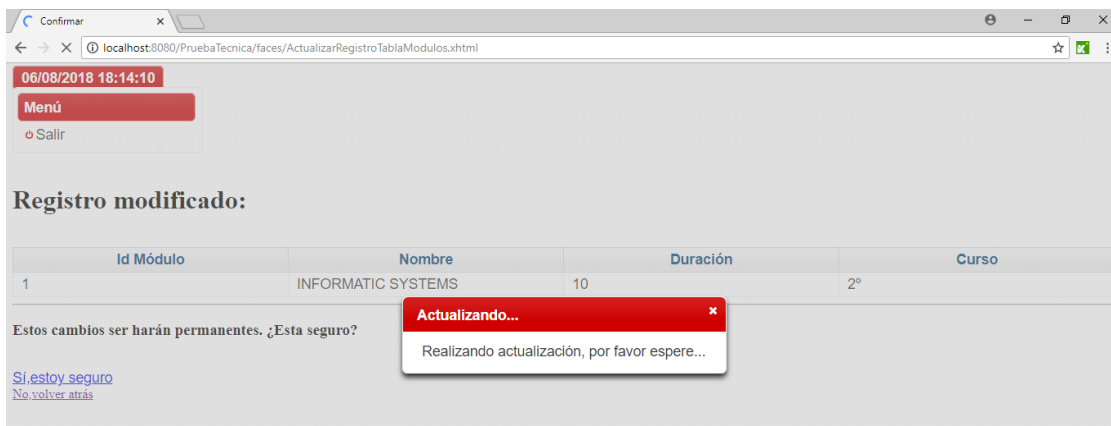 Confirmar
localhost:8080/PruebaTecnica/faces/ActualizarRegistroTablaModulos.xhtml
06/08/2018 18:14:10
Menú
Salir
Registro modificado:
Id Módulo Nombre Duración Curso
1 INFORMATIC SYSTEMS 10 2º
Actualizando...
Realizando actualización, por favor espere...
Estos cambios ser harán permanentes. ¿Esta seguro?
Sí,estoy seguro
No,volver atrás